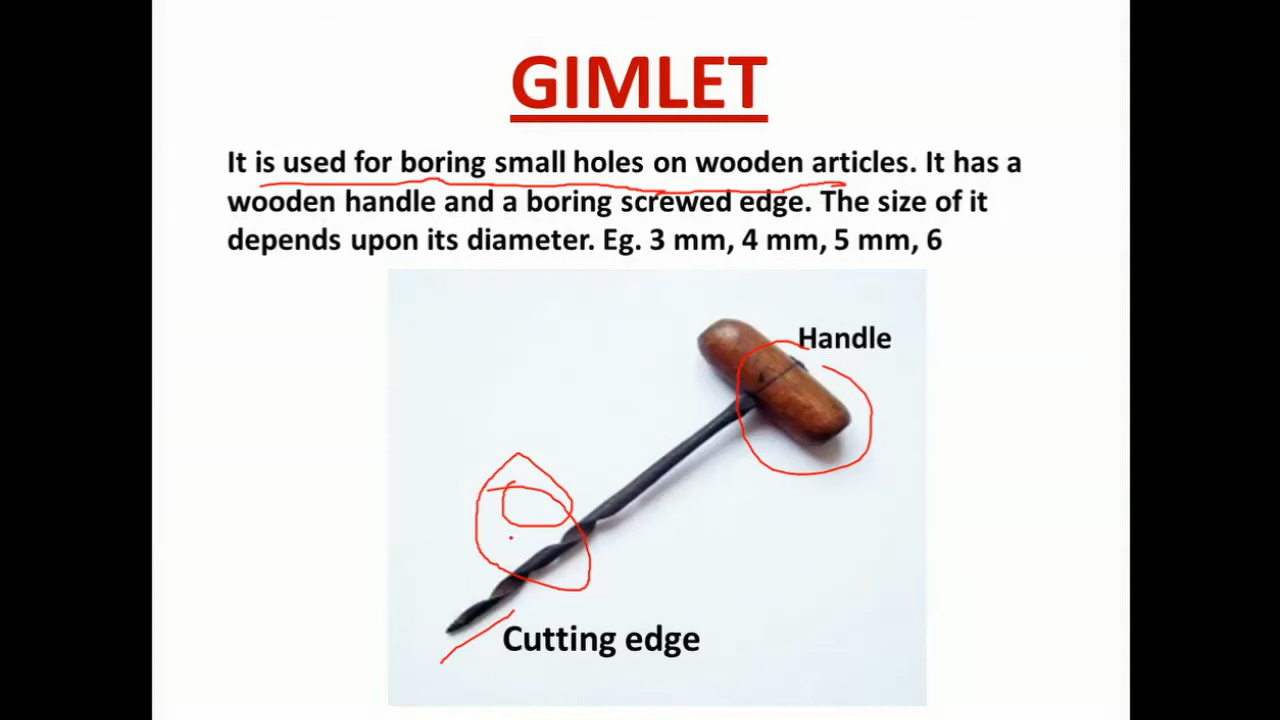 GIMLET
It is used for boring small holes on wooden articles. It has a
wooden handle and a boring screwed edge. The size of it
depends upon its diameter. Eg. 3 mm, 4 mm, 5 mm, 6
Handle
Cutting edge